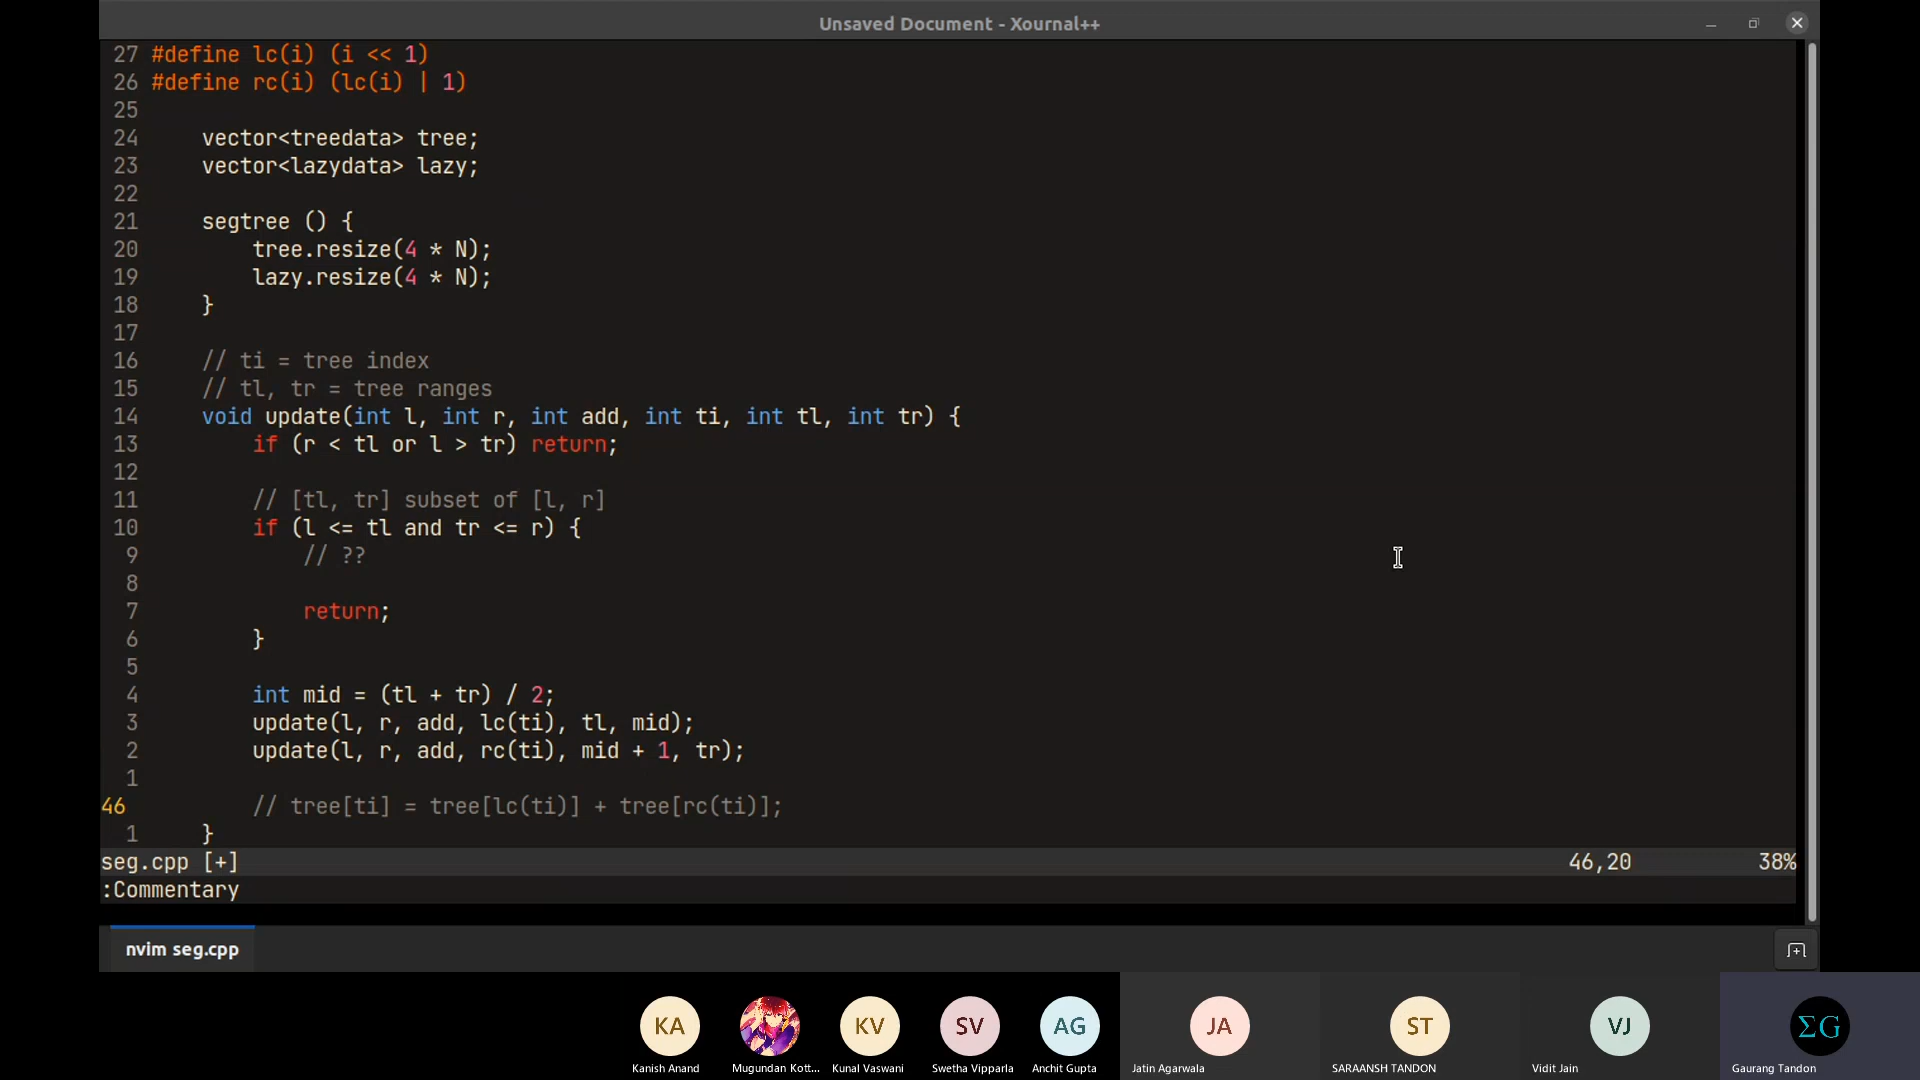 Unsaved Document - Xournal++
27 #define lc(i) (i << 1)
26 #define rc(i) (lc(i) | 1)
25
24 vector<treedata> tree;
23 vector<lazydata> lazy;
22
21 segtree () {
20 tree.resize(4 * N);
19 lazy.resize(4 * N);
18 }
17
16 // ti = tree index
15 // tl, tr = tree ranges
14 void update(int l, int r, int add, int ti, int tl, int tr) {
13 if (r < tl or l > tr) return;
12
11 // [tl, tr] subset of [l, r]
10 if (l <= tl and tr <= r) {
9 // ??
8
7 return;
6 }
5
4 int mid = (tl + tr) / 2;
3 update(l, r, add, lc(ti), tl, mid);
2 update(l, r, add, rc(ti), mid + 1, tr);
1
46 // tree[ti] = tree[lc(ti)] + tree[rc(ti)];
1 }
seg.cpp [+] 46,20 38%
:Commentary
nvim seg.cpp
KA KV SV AG JA ST VJ ΣG
Kanish Anand Mugundan Kott... Kunal Vaswani Swetha Vipparla Anchit Gupta Jatin Agarwala SARAANSH TANDON Vidit Jain Gaurang Tandon